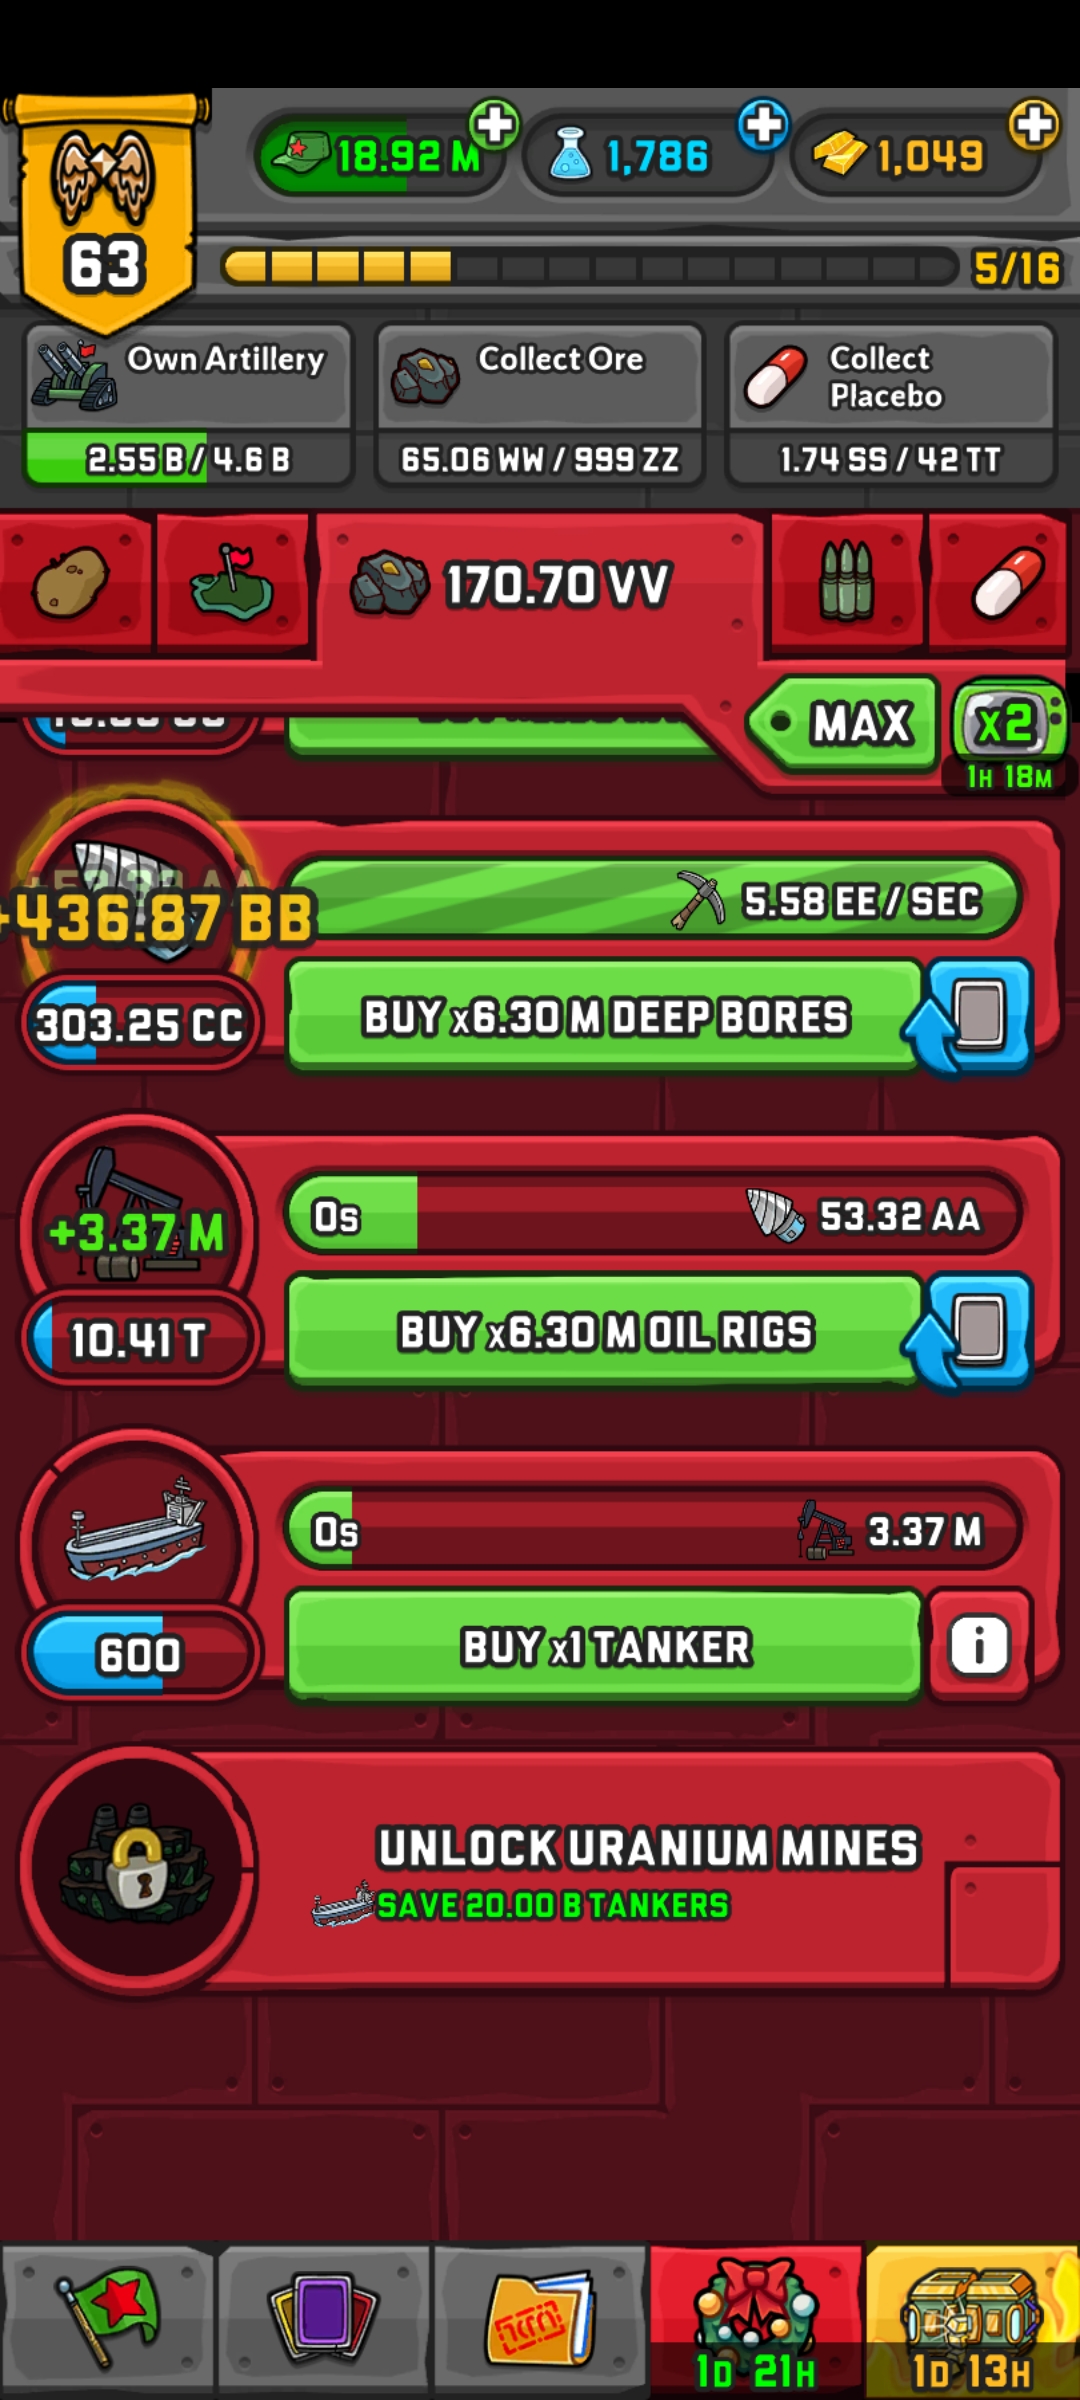 18.92 M
1,786
1,049
63
5/16
Own Artillery
2.55 B / 4.6 B
Collect Ore
65.06 WW / 999 ZZ
Collect
Placebo
1.74 SS / 42 TT
170.70 VV
MAX
x2
1H 18M
+436.87 BB
5.58 EE / SEC
303.25 CC
BUY x6.30 M DEEP BORES
+3.37 M
0s
53.32 AA
10.41 T
BUY x6.30 M OIL RIGS
0s
3.37 M
600
BUY x1 TANKER
i
UNLOCK URANIUM MINES
SAVE 20.00 B TANKERS
1D 21H
1D 13H